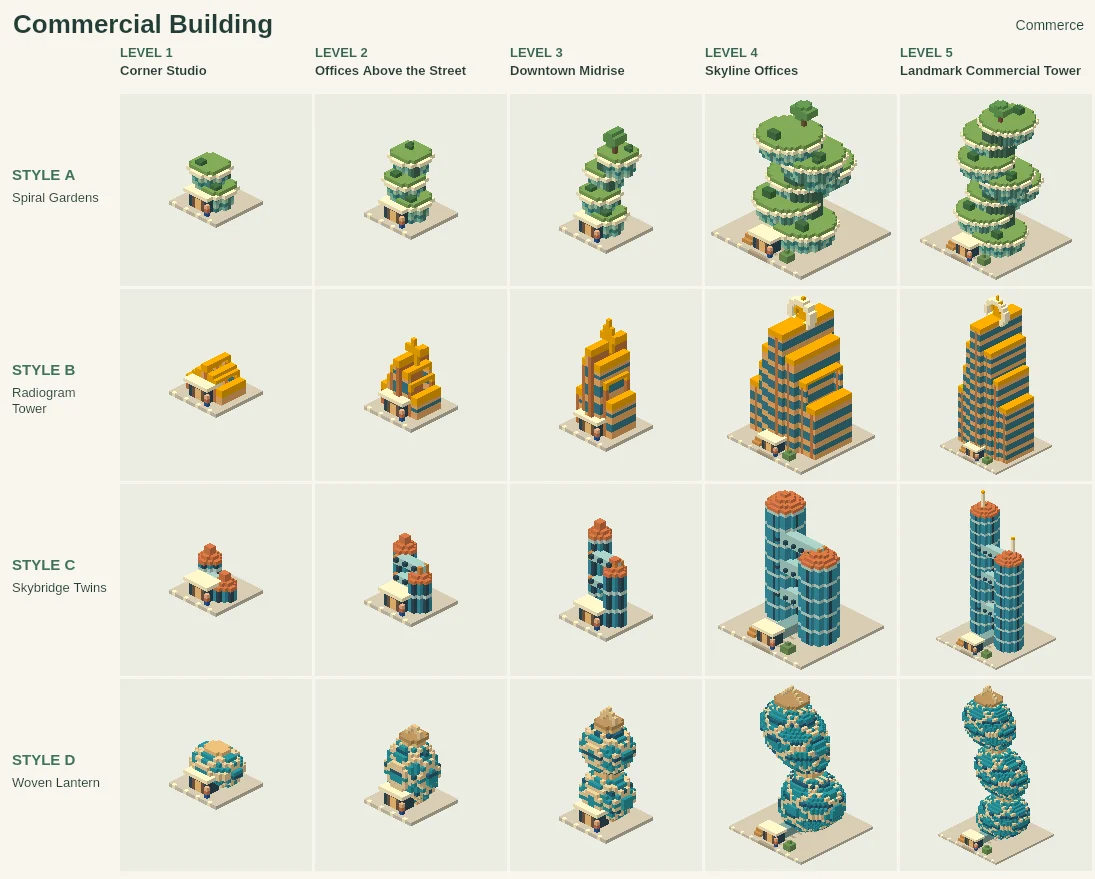 Commercial Building
Commerce
LEVEL 1
Corner Studio
LEVEL 2
Offices Above the Street
LEVEL 3
Downtown Midrise
LEVEL 4
Skyline Offices
LEVEL 5
Landmark Commercial Tower
STYLE A
Spiral Gardens
STYLE B
Radiogram
Tower
STYLE C
Skybridge Twins
STYLE D
Woven Lantern